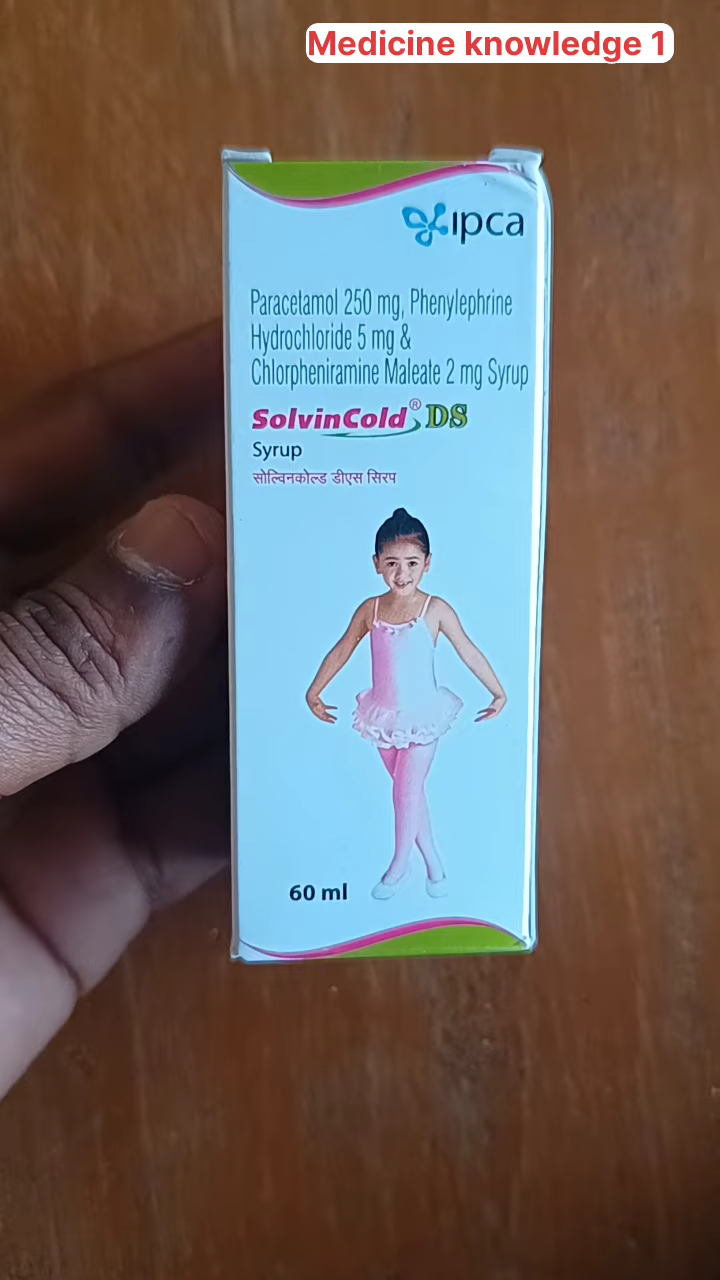 Medicine knowledge 1
ipca
Paracetamol 250 mg, Phenylephrine
Hydrochloride 5 mg &
Chlorpheniramine Maleate 2 mg Syrup
SolvinCold® DS
Syrup
सोल्विनकोल्ड डीएस सिरप
60 ml